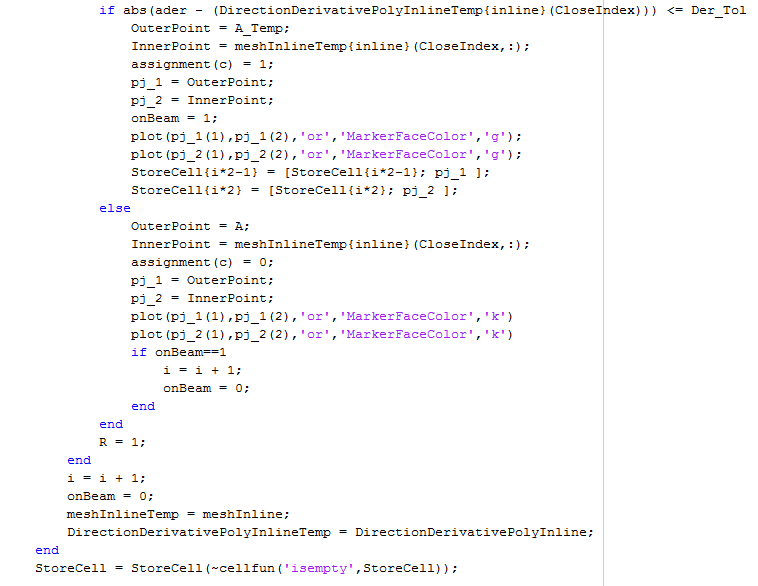 if abs(ader - (DirectionDerivativePolyInlineTemp{inline}(CloseIndex))) <= Der_Tol
OuterPoint = A_Temp;
InnerPoint = meshInlineTemp{inline}(CloseIndex,:);
assignment(c) = 1;
pj_1 = OuterPoint;
pj_2 = InnerPoint;
onBeam = 1;
plot(pj_1(1),pj_1(2),'or','MarkerFaceColor','g');
plot(pj_2(1),pj_2(2),'or','MarkerFaceColor','g');
StoreCell{i*2-1} = [StoreCell{i*2-1}; pj_1 ];
StoreCell{i*2} = [StoreCell{i*2}; pj_2 ];
else
OuterPoint = A;
InnerPoint = meshInlineTemp{inline}(CloseIndex,:);
assignment(c) = 0;
pj_1 = OuterPoint;
pj_2 = InnerPoint;
plot(pj_1(1),pj_1(2),'or','MarkerFaceColor','k')
plot(pj_2(1),pj_2(2),'or','MarkerFaceColor','k')
if onBeam==1
i = i + 1;
onBeam = 0;
end
end
R = 1;
end
i = i + 1;
onBeam = 0;
meshInlineTemp = meshInline;
DirectionDerivativePolyInlineTemp = DirectionDerivativePolyInline;
end
StoreCell = StoreCell(~cellfun('isempty',StoreCell));